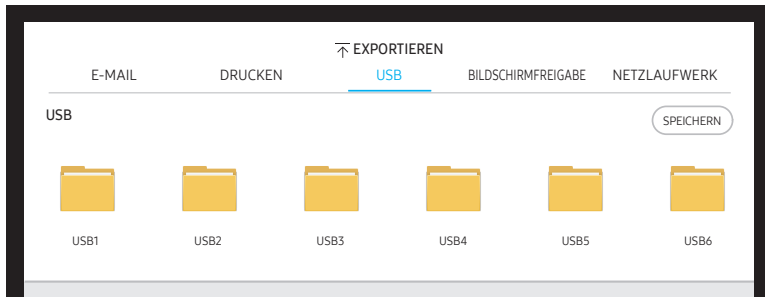 EXPORTIEREN
E-MAIL DRUCKEN USB BILDSCHIRMFREIGABE NETZLAUFWERK
USB SPEICHERN
USB1 USB2 USB3 USB4 USB5 USB6